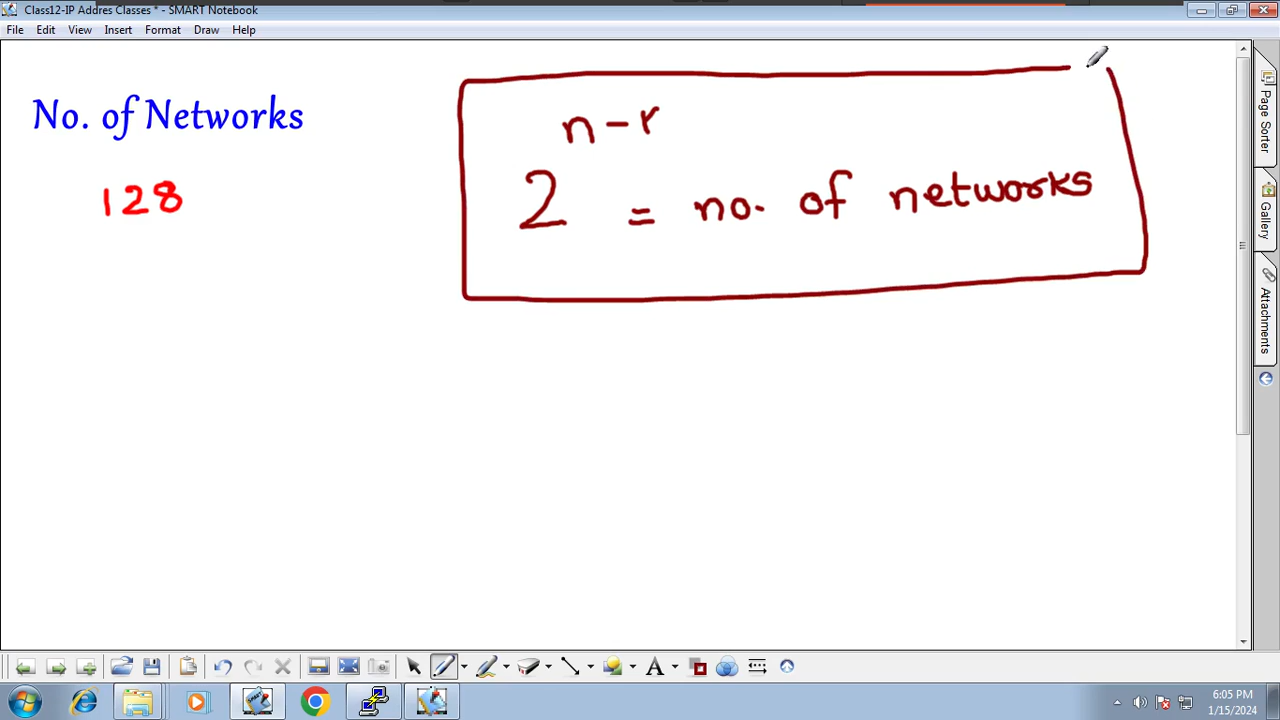 Class12-IP Addres Classes * - SMART Notebook
File Edit View Insert Format Draw Help
No. of Networks
128
n-r
2 = no. of networks
Page Sorter
Gallery
Attachments
6:05 PM
1/15/2024